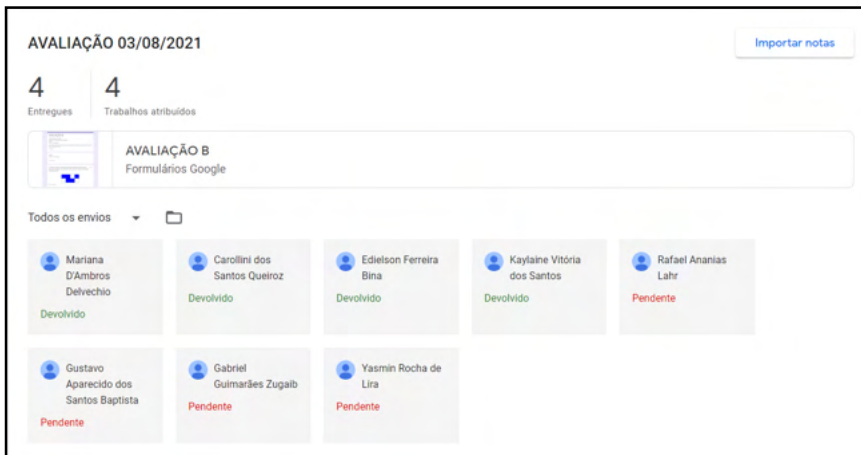 AVALIAÇÃO 03/08/2021
Importar notas
4
Entregues
4
Trabalhos atribuídos
AVALIAÇÃO B
Formulários Google
Todos os envios
Mariana
D'Ambros
Delvechio
Devolvido
Carollini dos
Santos Queiroz
Devolvido
Edielson Ferreira
Bina
Devolvido
Kaylaine Vitória
dos Santos
Devolvido
Rafael Ananias
Lahr
Pendente
Gustavo
Aparecido dos
Santos Baptista
Pendente
Gabriel
Guimarães Zugaib
Pendente
Yasmin Rocha de
Lira
Pendente